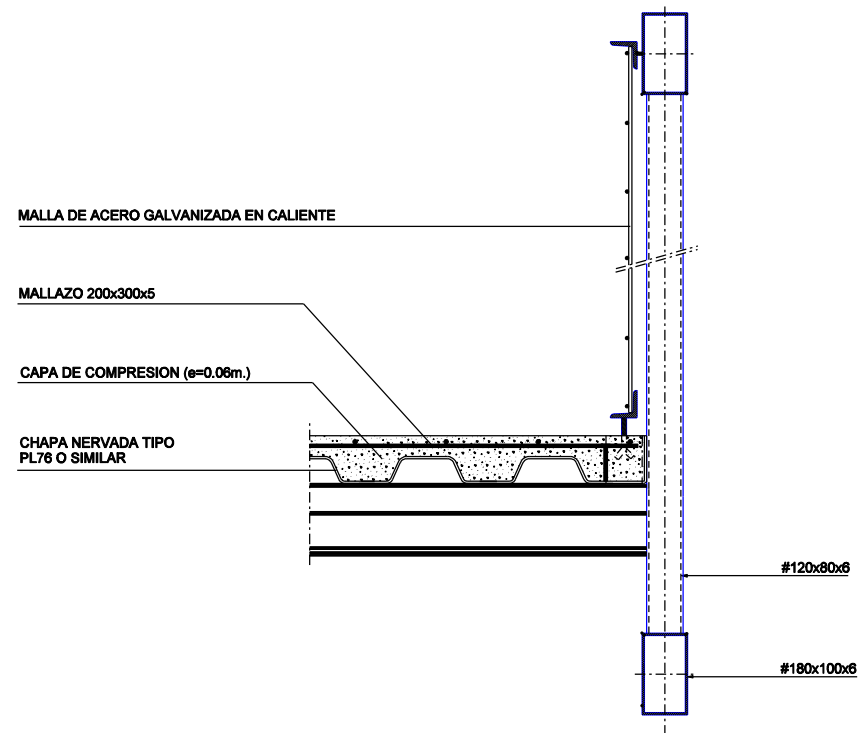 MALLA DE ACERO GALVANIZADA EN CALIENTE
MALLAZO 200x300x5
CAPA DE COMPRESION (e=0.06m.)
CHAPA NERVADA TIPO
PL76 O SIMILAR
#120x80x6
#180x100x6